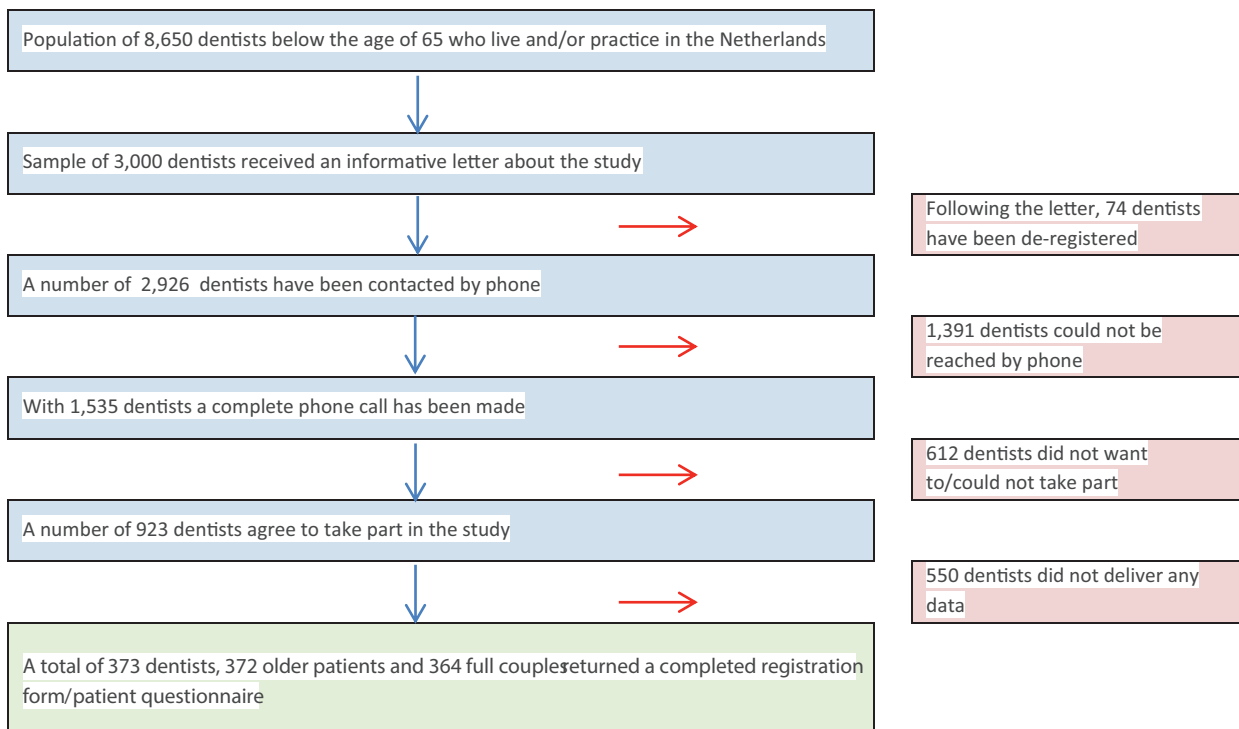 Population of 8,650 dentists below the age of 65 who live and/or practice in the Netherlands
Sample of 3,000 dentists received an informative letter about the study
Following the letter, 74 dentists
have been de-registered
A number of 2,926 dentists have been contacted by phone
1,391 dentists could not be
reached by phone
With 1,535 dentists a complete phone call has been made
612 dentists did not want
to/could not take part
A number of 923 dentists agree to take part in the study
550 dentists did not deliver any
data
A total of 373 dentists, 372 older patients and 364 full couples returned a completed registration
form/patient questionnaire